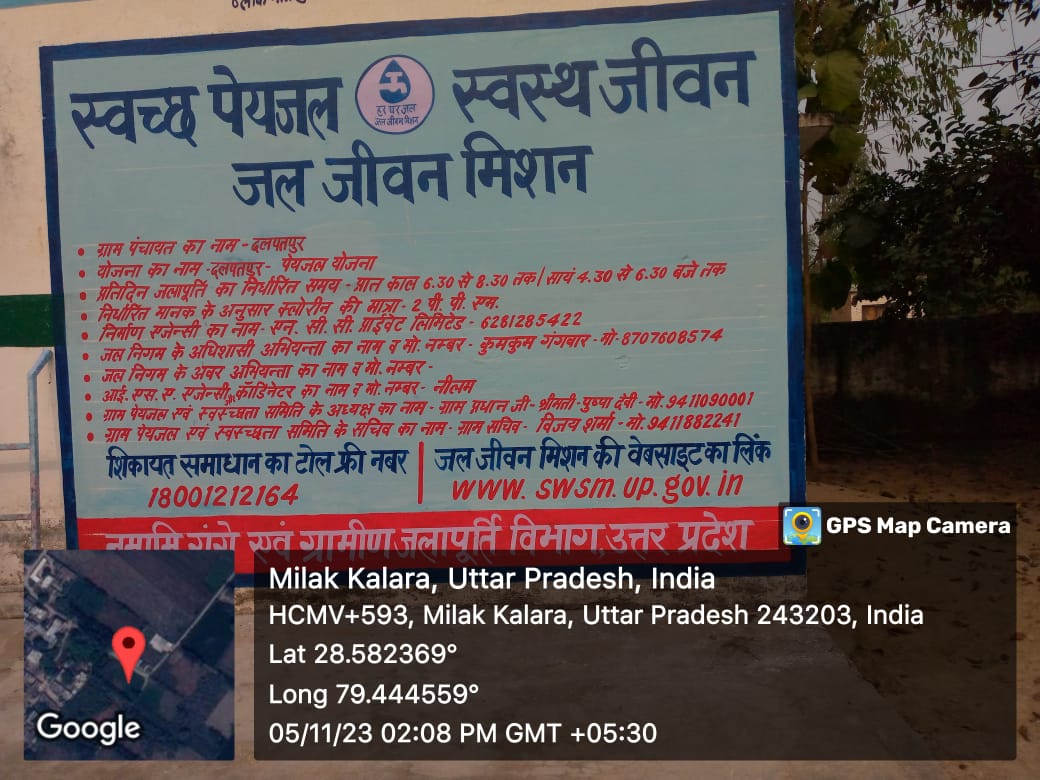 स्वच्छ पेयजल स्वस्थ जीवन
हर घर जल
जल जीवन मिशन
जल जीवन मिशन
• ग्राम पंचायत का नाम - दलपतपुर
• योजना का नाम -दलपतपुर- पेयजल योजना
• प्रतिदिन जलापूर्ति का निर्धारित समय - प्रात काल 6.30 से 8.30 तक/ सायं 4.30 से 6.30 बजे तक
• निर्धारित मानक के अनुसार क्लोरीन की मात्रा- 2 पी. पी. एम.
• निर्माण एजेन्सी का नाम- एन. सी. सी. प्राईवेट लिमिटेड - 6281285422
• जल निगम के अधिशासी अभियन्ता का नाम व मो. नम्बर - कुमकुम गंगवार - मो-8707608574
• जल निगम के अवर अभियन्ता का नाम व मो. नम्बर-
• आई. एस. ए. एजेन्सी कॉर्डिनेटर का नाम व मो. नम्बर - नीलम
• ग्राम पेयजल एवं स्वच्छता समिति के अध्यक्ष का नाम - ग्राम प्रधान जी- श्रीमती-पुष्पा देवी - मो. 9411090001
• ग्राम पेयजल एवं स्वच्छता समिति के सचिव का नाम - ग्राम सचिव - विजय शर्मा - मो. 9411882241
शिकायत समाधान का टोल फ्री नबर
18001212164
जल जीवन मिशन की वेबसाइट का लिंक
www.swsm.up.gov.in
नमामि गंगे एवं ग्रामीण जलापूर्ति विभाग, उत्तर प्रदेश
GPS Map Camera
Milak Kalara, Uttar Pradesh, India
HCMV+593, Milak Kalara, Uttar Pradesh 243203, India
Lat 28.582369°
Long 79.444559°
05/11/23 02:08 PM GMT +05:30
Google